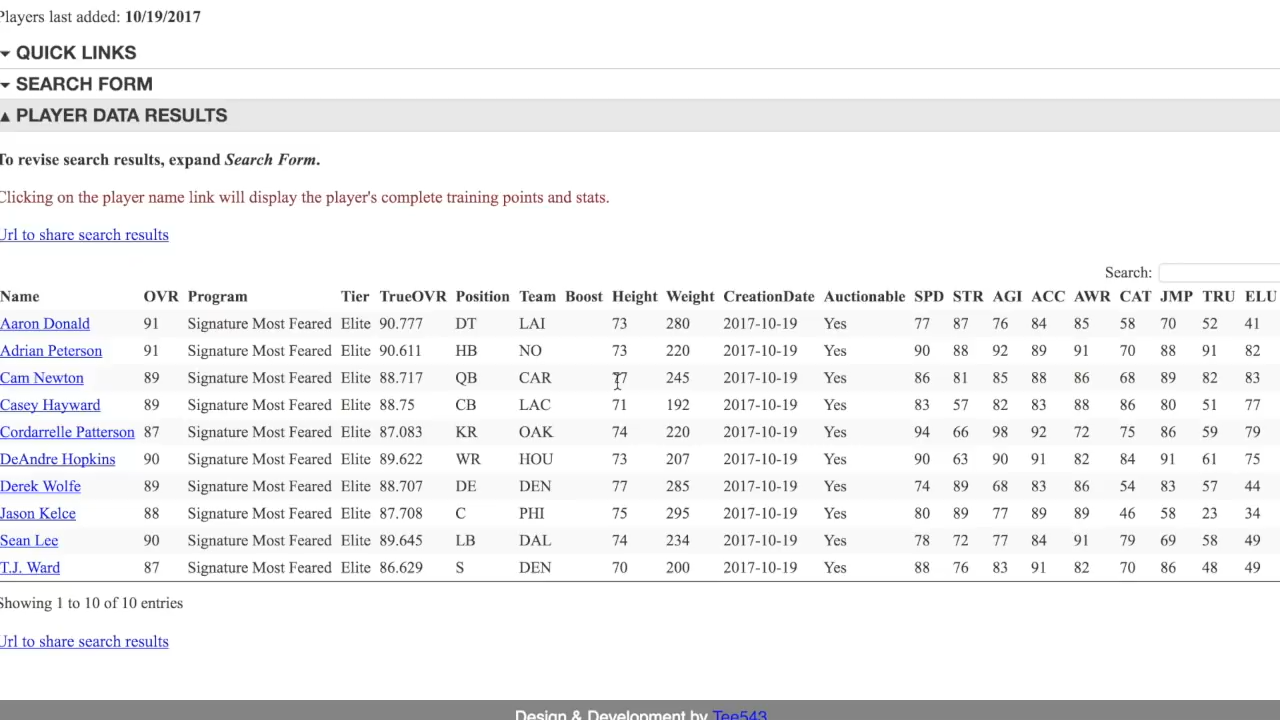 Players last added: 10/19/2017
QUICK LINKS
SEARCH FORM
PLAYER DATA RESULTS
To revise search results, expand Search Form.
Clicking on the player name link will display the player's complete training points and stats.
Url to share search results
Search:
Name OVR Program Tier TrueOVR Position Team Boost Height Weight CreationDate Auctionable SPD STR AGI ACC AWR CAT JMP TRU ELU
Aaron Donald 91 Signature Most Feared Elite 90.777 DT LAI 73 280 2017-10-19 Yes 77 87 76 84 85 58 70 52 41
Adrian Peterson 91 Signature Most Feared Elite 90.611 HB NO 73 220 2017-10-19 Yes 90 88 92 89 91 70 88 91 82
Cam Newton 89 Signature Most Feared Elite 88.717 QB CAR 77 245 2017-10-19 Yes 86 81 85 88 86 68 89 82 83
Casey Hayward 89 Signature Most Feared Elite 88.75 CB LAC 71 192 2017-10-19 Yes 83 57 82 83 88 86 80 51 77
Cordarrelle Patterson 87 Signature Most Feared Elite 87.083 KR OAK 74 220 2017-10-19 Yes 94 66 98 92 72 75 86 59 79
DeAndre Hopkins 90 Signature Most Feared Elite 89.622 WR HOU 73 207 2017-10-19 Yes 90 63 90 91 82 84 91 61 75
Derek Wolfe 89 Signature Most Feared Elite 88.707 DE DEN 77 285 2017-10-19 Yes 74 89 68 83 86 54 83 57 44
Jason Kelce 88 Signature Most Feared Elite 87.708 C PHI 75 295 2017-10-19 Yes 80 89 77 89 89 46 58 23 34
Sean Lee 90 Signature Most Feared Elite 89.645 LB DAL 74 234 2017-10-19 Yes 78 72 77 84 91 79 69 58 49
T.J. Ward 87 Signature Most Feared Elite 86.629 S DEN 70 200 2017-10-19 Yes 88 76 83 91 82 70 86 48 49
Showing 1 to 10 of 10 entries
Url to share search results
Design & Development by Tee543